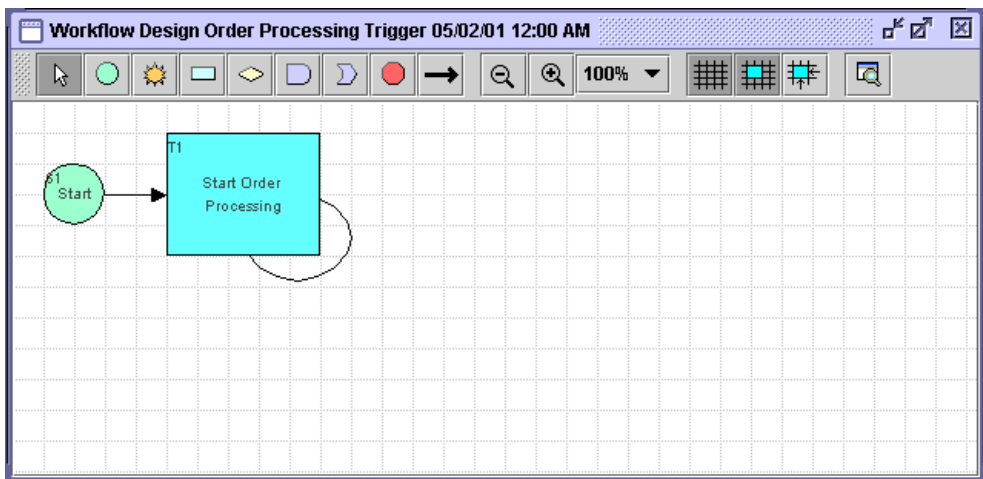 Workflow Design Order Processing Trigger 05/02/01 12:00 AM
100%
T1
S1
Start
Start Order
Processing